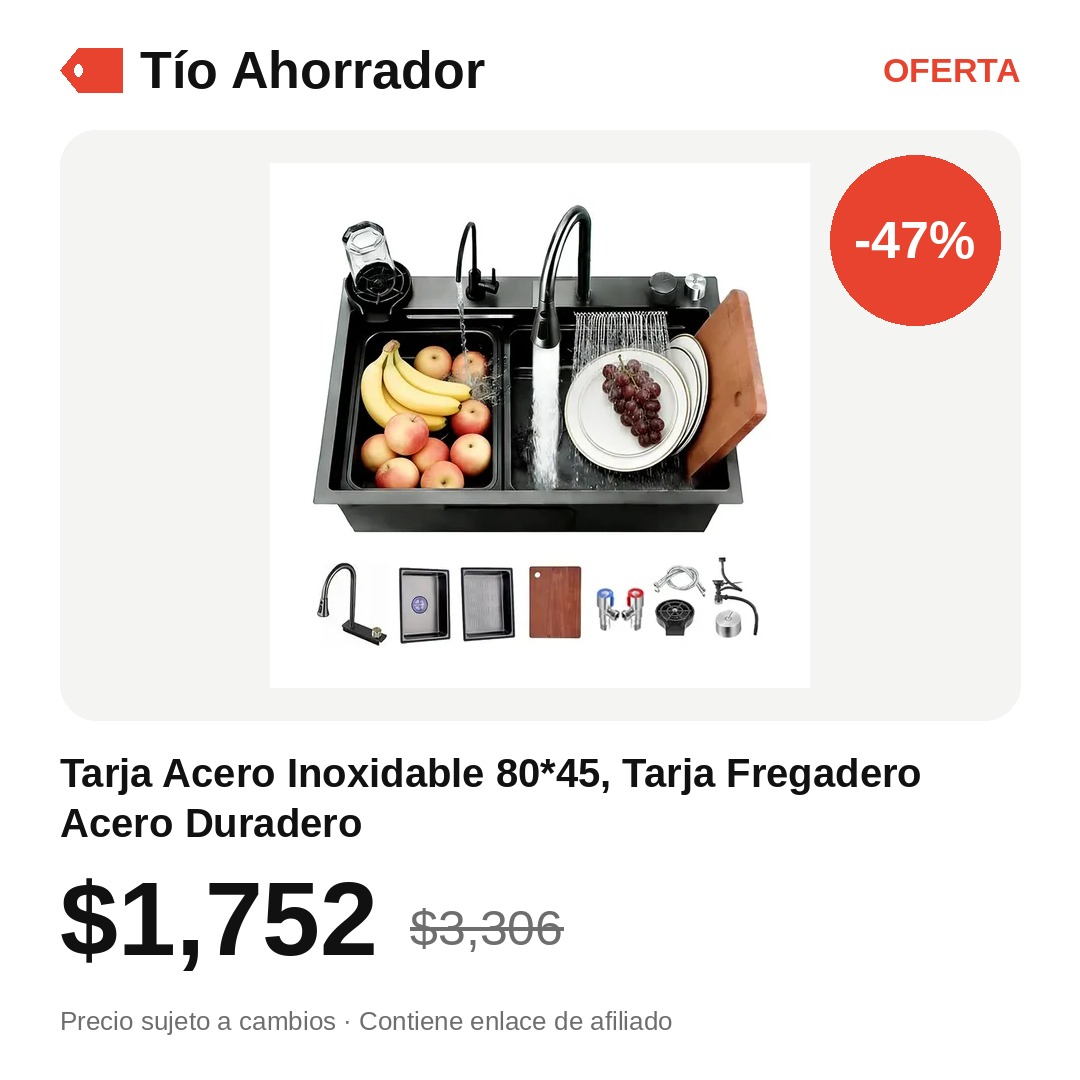 Tío Ahorrador
OFERTA
-47%
Tarja Acero Inoxidable 80*45, Tarja Fregadero
Acero Duradero
$1,752 $3,306
Precio sujeto a cambios · Contiene enlace de afiliado